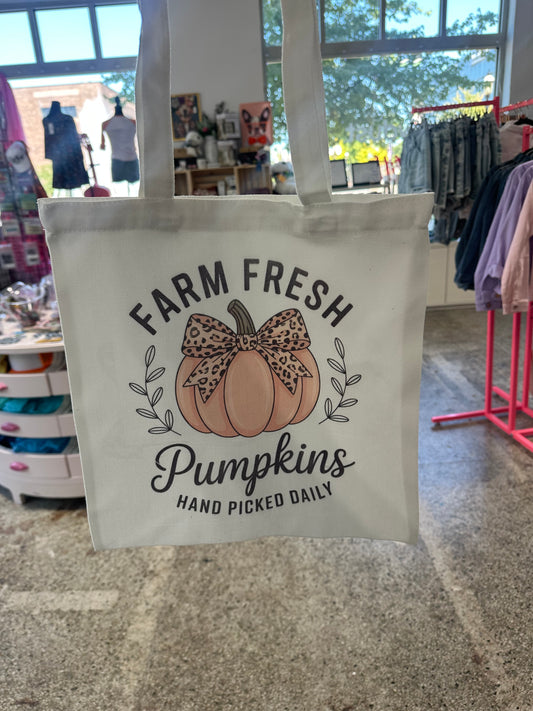 FARM FRESH
Pumpkins
HAND PICKED DAILY